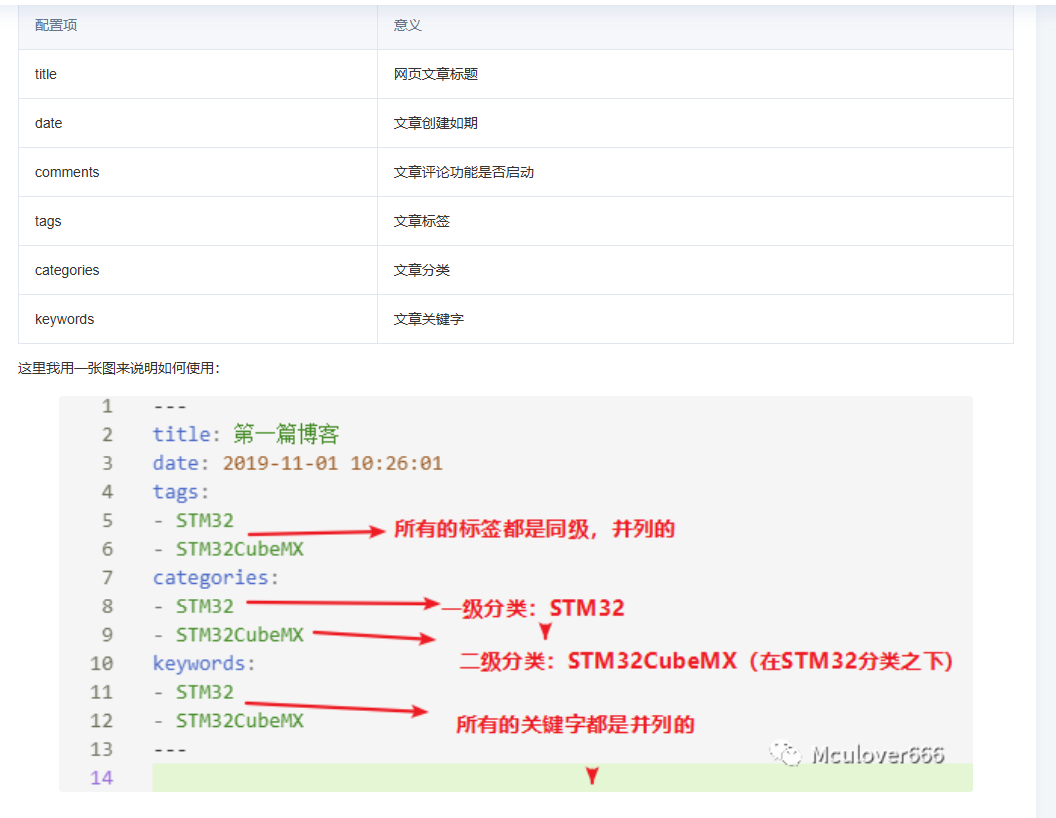 配置项 意义
title 网页文章标题
date 文章创建如期
comments 文章评论功能是否启动
tags 文章标签
categories 文章分类
keywords 文章关键字
这里我用一张图来说明如何使用：
1 ---
2 title: 第一篇博客
3 date: 2019-11-01 10:26:01
4 tags:
5 - STM32 所有的标签都是同级，并列的
6 - STM32CubeMX
7 categories:
8 - STM32 一级分类：STM32
9 - STM32CubeMX
二级分类：STM32CubeMX（在STM32分类之下）
10 keywords:
11 - STM32
12 - STM32CubeMX 所有的关键字都是并列的
13 ---
Mculover666
14